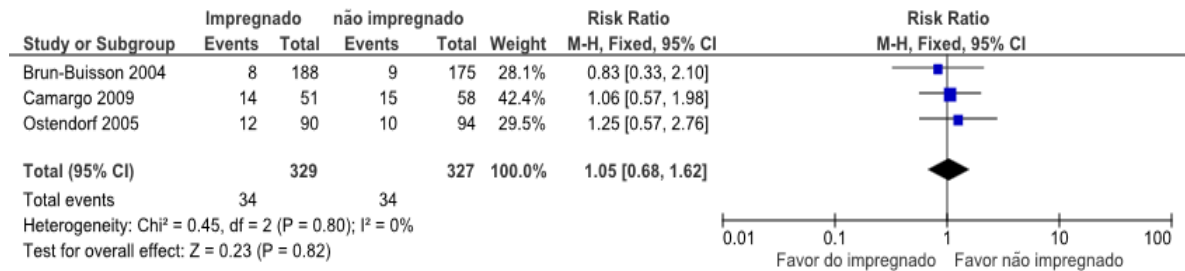 Impregnado não impregnado Risk Ratio Risk Ratio
Study or Subgroup Events Total Events Total Weight M-H, Fixed, 95% CI M-H, Fixed, 95% CI
Brun-Buisson 2004 8 188 9 175 28.1% 0.83 [0.33, 2.10]
Camargo 2009 14 51 15 58 42.4% 1.06 [0.57, 1.98]
Ostendorf 2005 12 90 10 94 29.5% 1.25 [0.57, 2.76]
Total (95% CI) 329 327 100.0% 1.05 [0.68, 1.62]
Total events 34 34
Heterogeneity: Chi² = 0.45, df = 2 (P = 0.80); I² = 0%
Test for overall effect: Z = 0.23 (P = 0.82)
0.01 0.1 1 10 100
Favor do impregnado Favor não impregnado